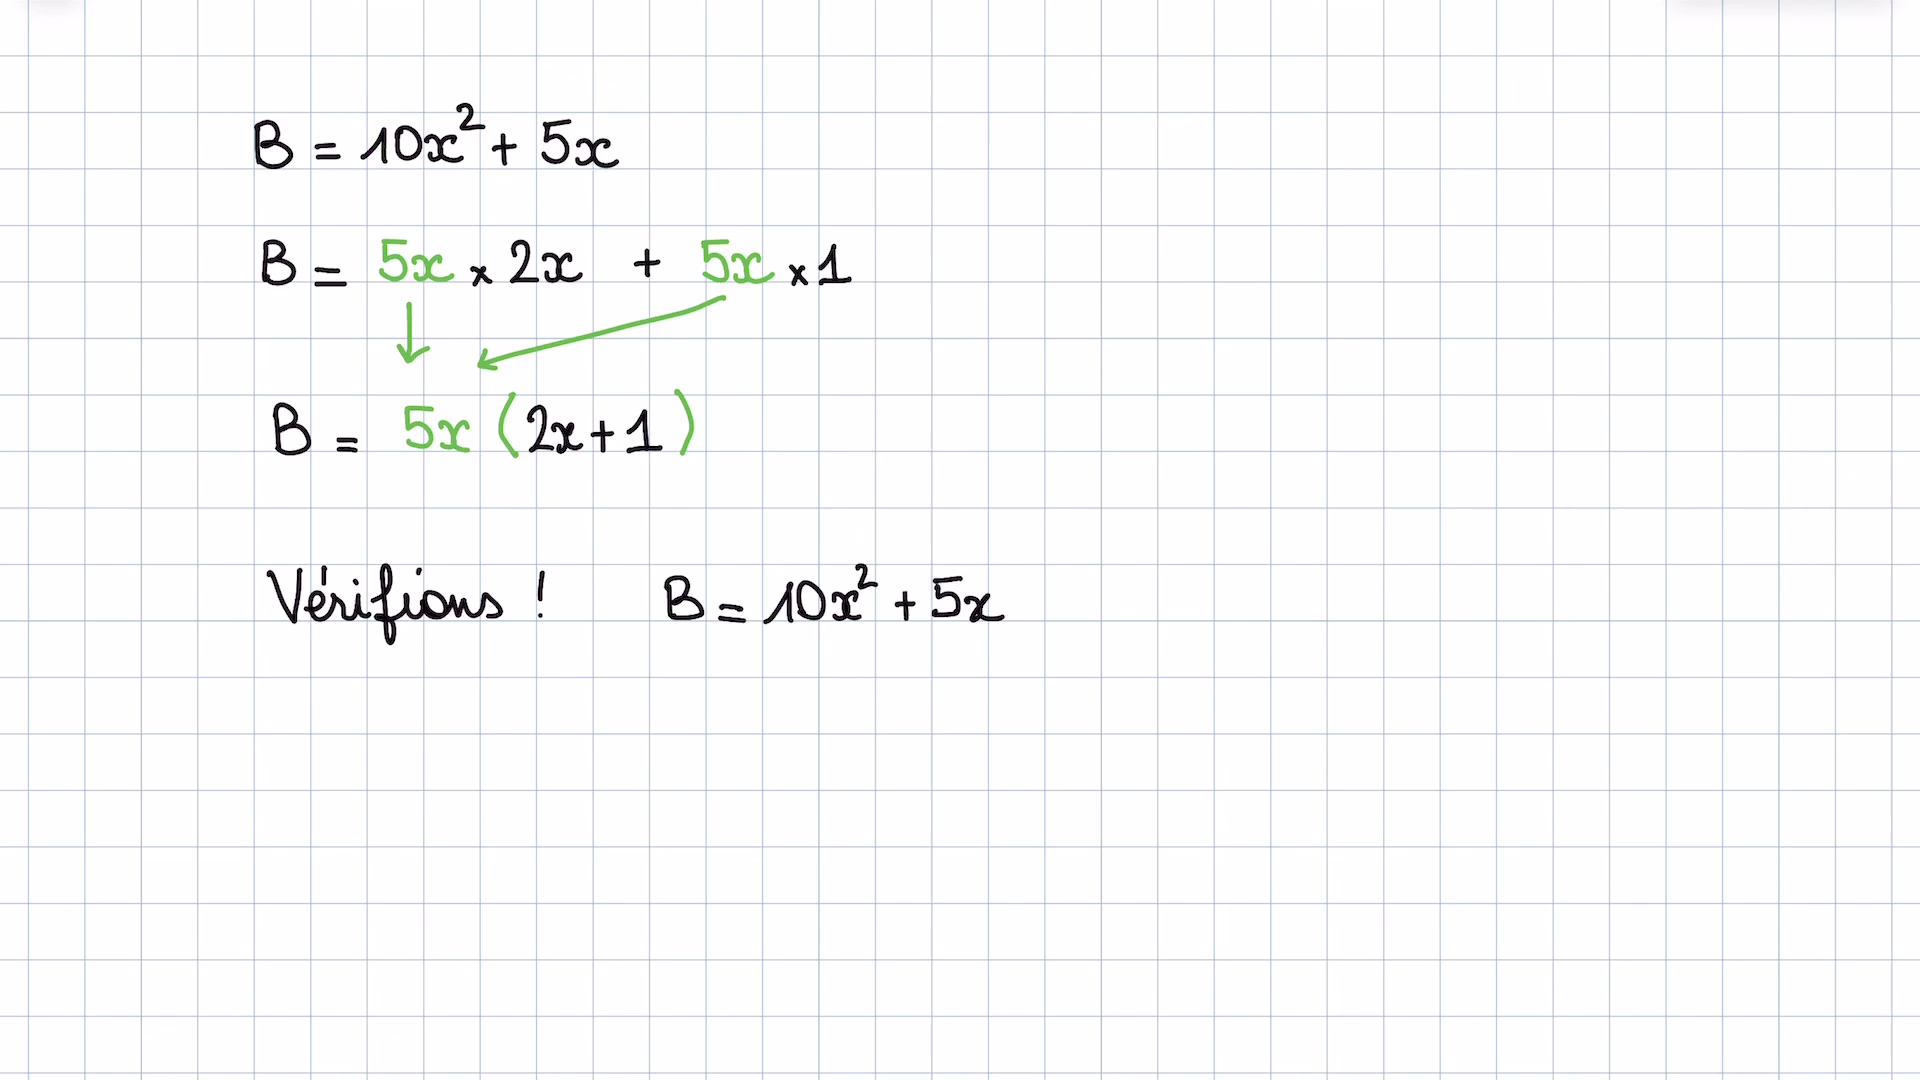 B = 10x² + 5x
B = 5x × 2x + 5x × 1
B = 5x (2x + 1)
Vérifions ! B = 10x² + 5x